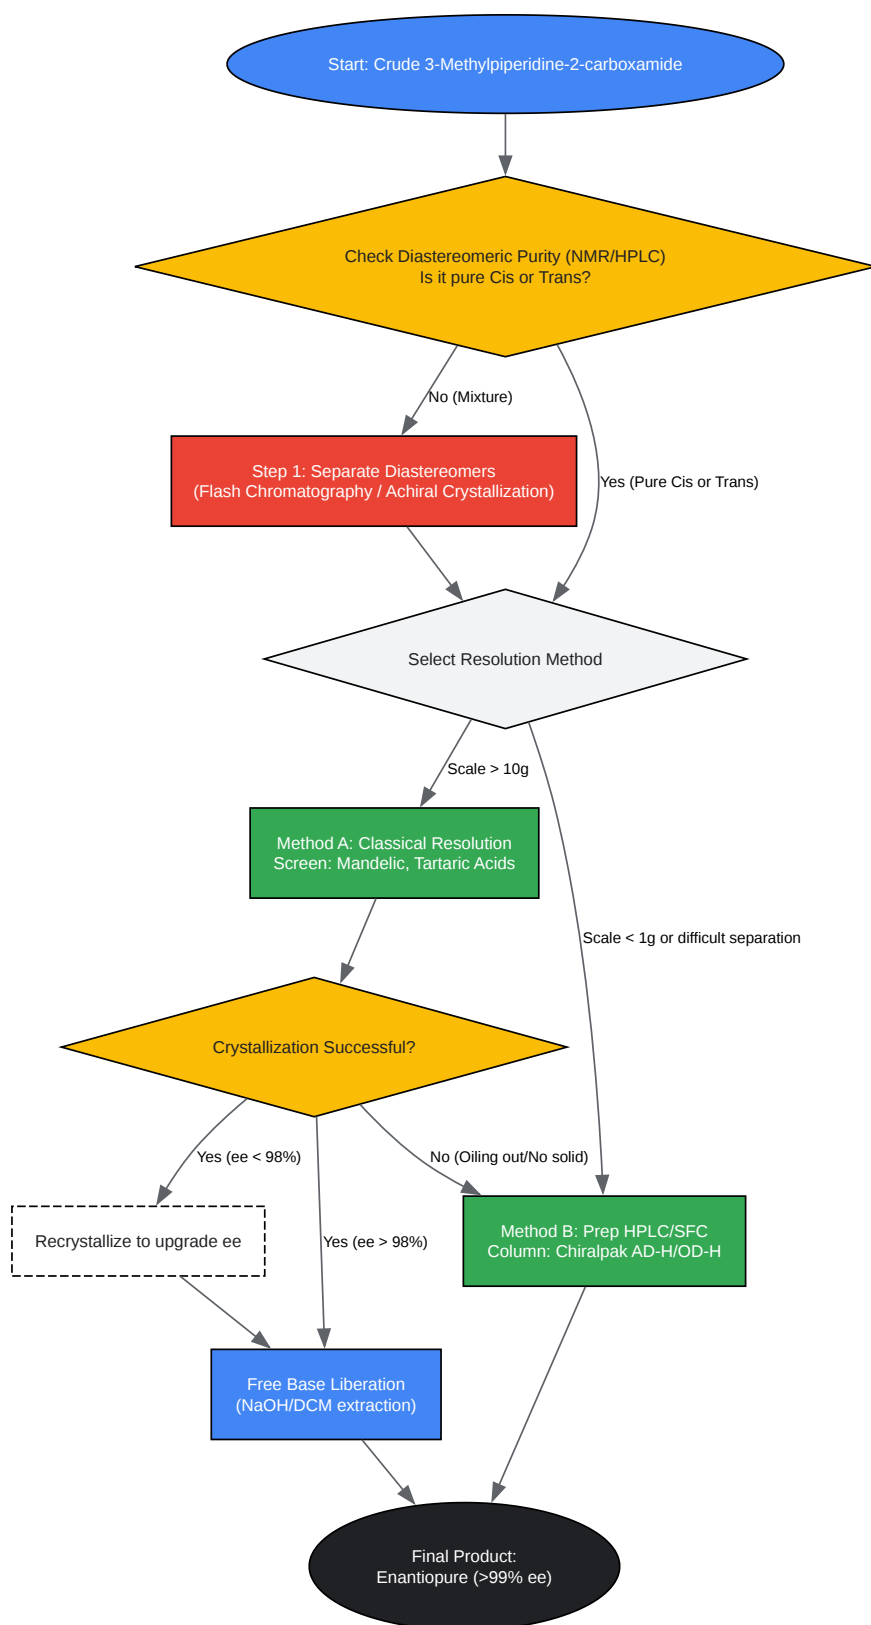 Start: Crude 3-Methylpiperidine-2-carboxamide
Check Diastereomeric Purity (NMR/HPLC)
Is it pure Cis or Trans?
No (Mixture)
Step 1: Separate Diastereomers
(Flash Chromatography / Achiral Crystallization)
Yes (Pure Cis or Trans)
Select Resolution Method
Scale > 10g
Method A: Classical Resolution
Screen: Mandelic, Tartaric Acids
Scale < 1g or difficult separation
Crystallization Successful?
Yes (ee < 98%)
No (Oiling out/No solid)
Recrystallize to upgrade ee
Yes (ee > 98%)
Method B: Prep HPLC/SFC
Column: Chiralpak AD-H/OD-H
Free Base Liberation
(NaOH/DCM extraction)
Final Product:
Enantiopure (>99% ee)